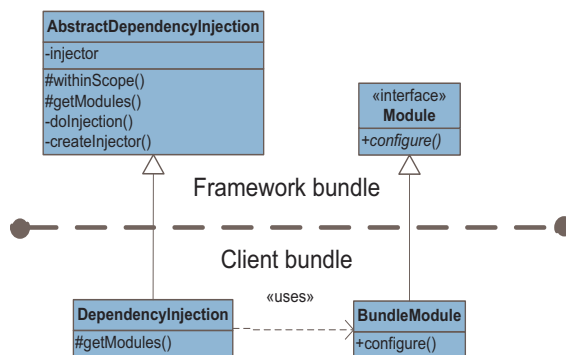 AbstractDependencyInjection
-injector
#withinScope()
#getModules()
-doInjection()
-createInjector()
«interface»
Module
+configure()
Framework bundle
Client bundle
«uses»
DependencyInjection
#getModules()
BundleModule
+configure()